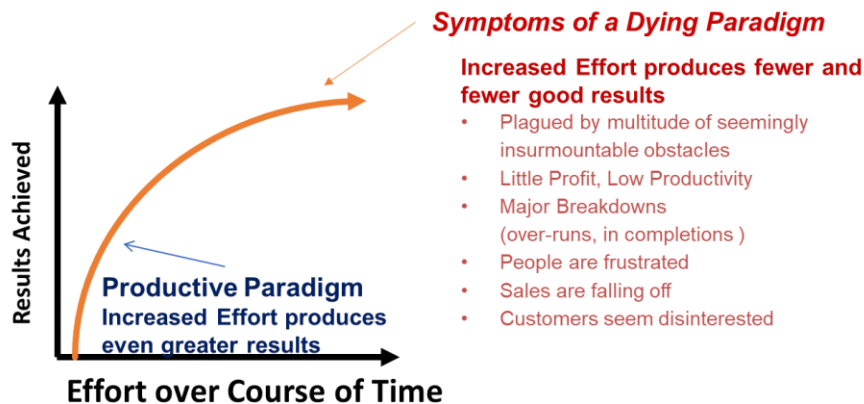 Symptoms of a Dying Paradigm
Increased Effort produces fewer and
fewer good results
• Plagued by multitude of seemingly
insurmountable obstacles
• Little Profit, Low Productivity
• Major Breakdowns
(over-runs, in completions )
• People are frustrated
• Sales are falling off
• Customers seem disinterested
Results Achieved
Productive Paradigm
Increased Effort produces
even greater results
Effort over Course of Time